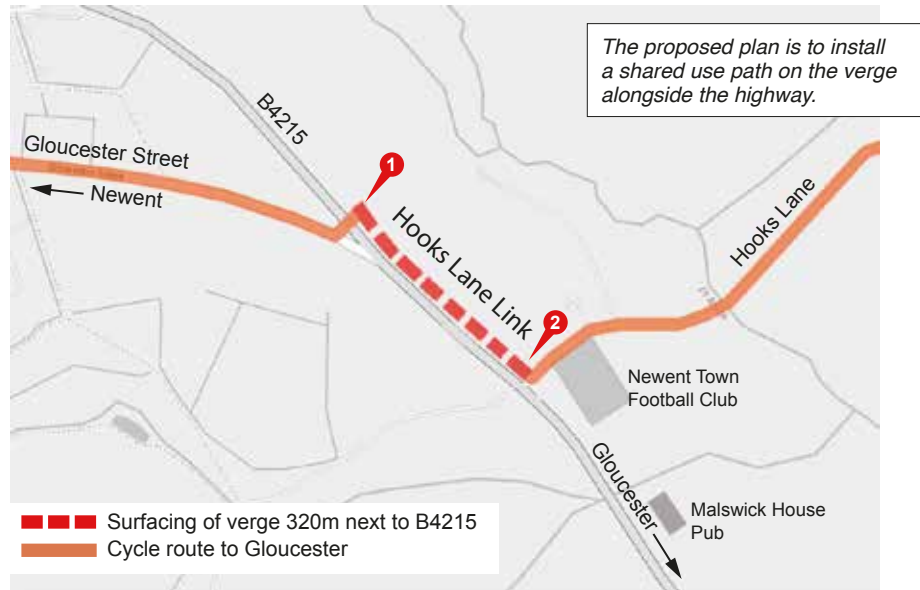 The proposed plan is to install
a shared use path on the verge
alongside the highway.
B4215
Gloucester Street
Newent
1
Hooks Lane Link
Hooks Lane
2
Newent Town
Football Club
Gloucester
Malswick House
Pub
Surfacing of verge 320m next to B4215
Cycle route to Gloucester